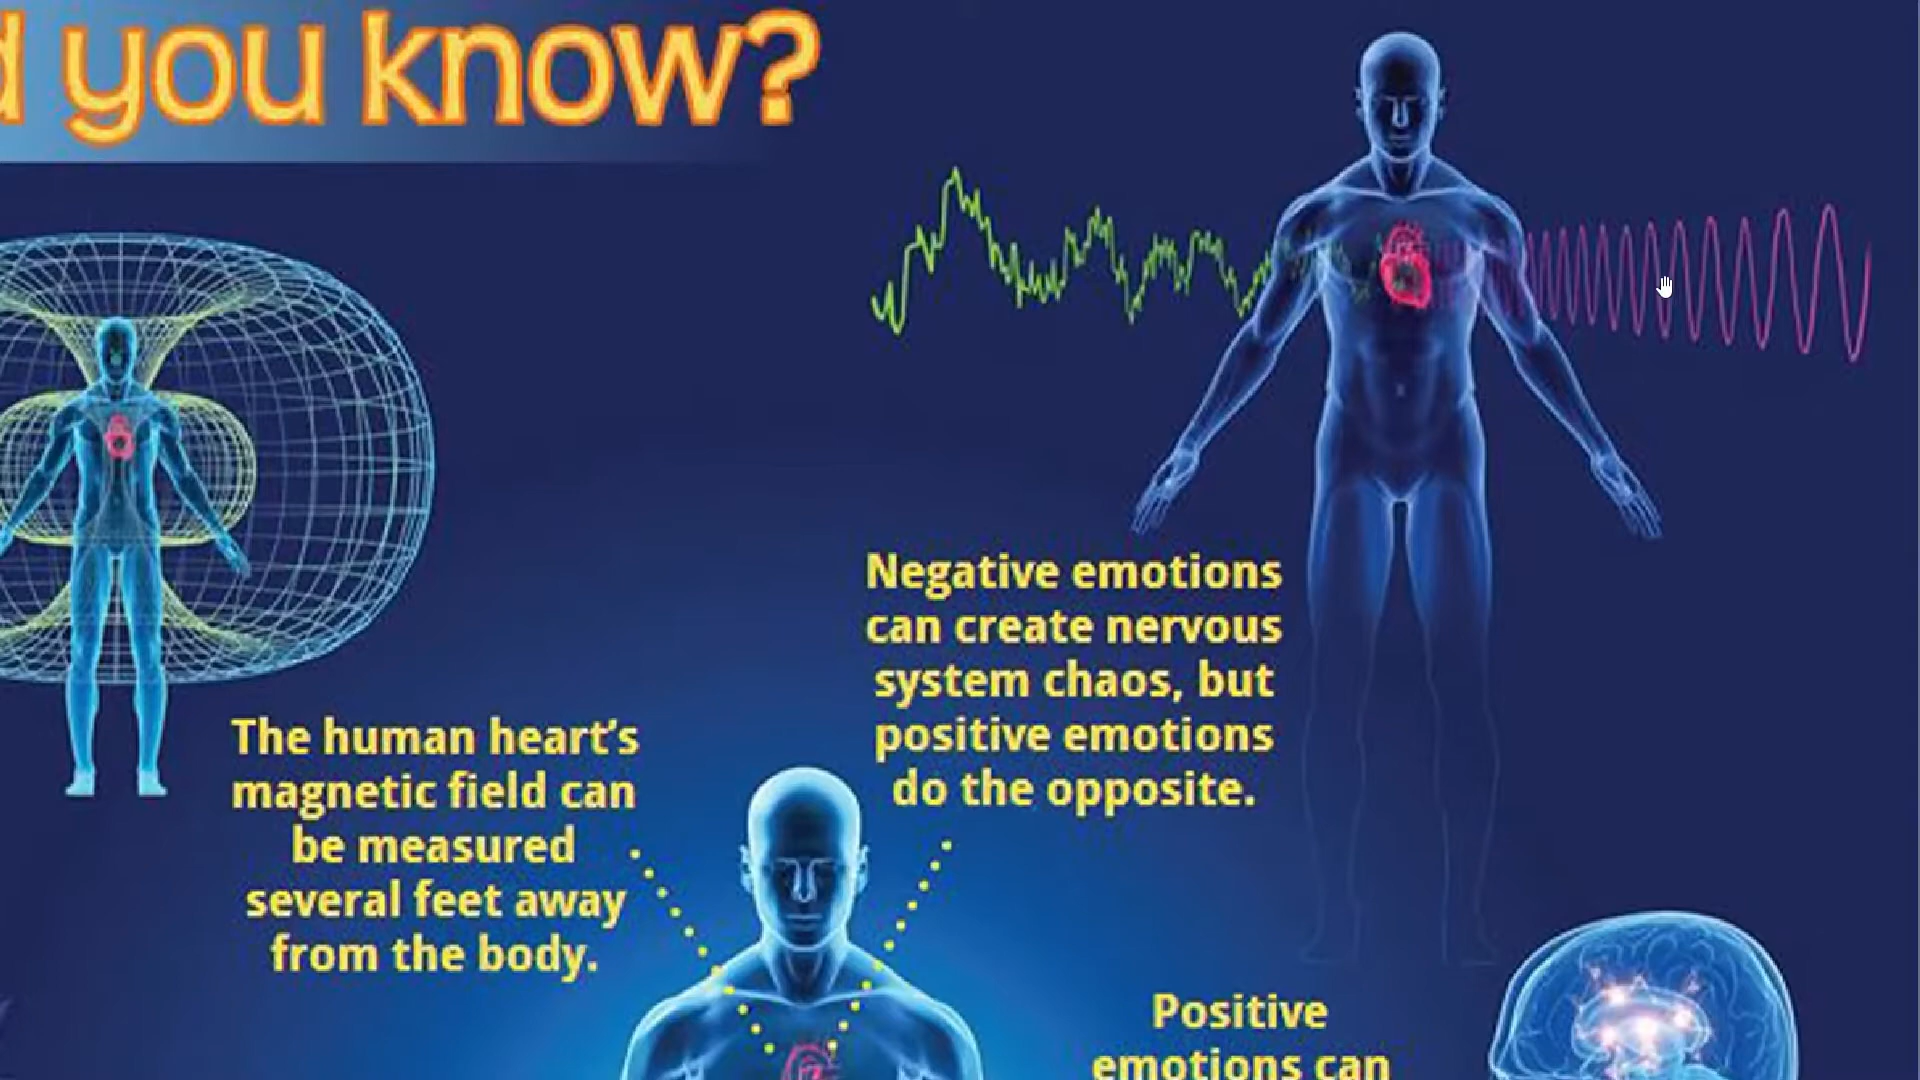 d you know?
Negative emotions
can create nervous
system chaos, but
positive emotions
do the opposite.
The human heart’s
magnetic field can
be measured
several feet away
from the body.
Positive
emotions can